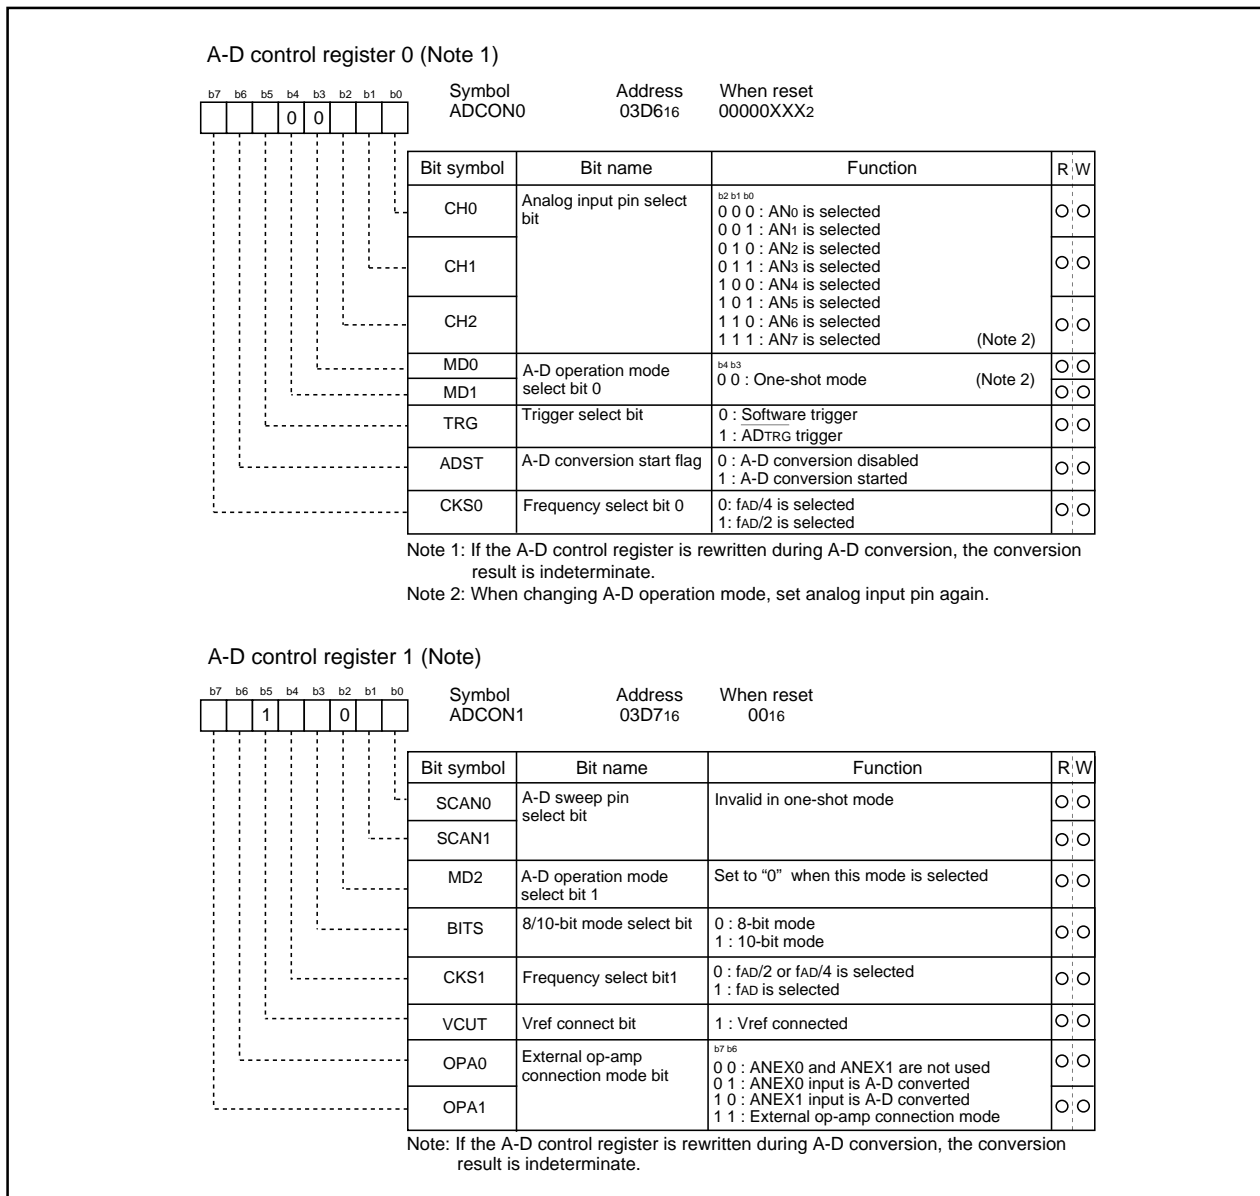 A-D control register 0 (Note 1)
b7 b6 b5 b4 b3 b2 b1 b0
0 0
Symbol Address When reset
ADCON0 03D616 00000XXX2
Bit symbol Bit name Function R W
CH0 Analog input pin select bit
b2 b1 b0
0 0 0 : AN0 is selected
0 0 1 : AN1 is selected
0 1 0 : AN2 is selected
CH1
0 1 1 : AN3 is selected
1 0 0 : AN4 is selected
1 0 1 : AN5 is selected
CH2
1 1 0 : AN6 is selected
1 1 1 : AN7 is selected (Note 2)
MD0 A-D operation mode
MD1 select bit 0
b4 b3
0 0 : One-shot mode (Note 2)
TRG Trigger select bit
0 : Software trigger
1 : ADTRG trigger
ADST A-D conversion start flag
0 : A-D conversion disabled
1 : A-D conversion started
CKS0 Frequency select bit 0
0: fAD/4 is selected
1: fAD/2 is selected
Note 1: If the A-D control register is rewritten during A-D conversion, the conversion
result is indeterminate.
Note 2: When changing A-D operation mode, set analog input pin again.
A-D control register 1 (Note)
b7 b6 b5 b4 b3 b2 b1 b0
1 0
Symbol Address When reset
ADCON1 03D716 0016
Bit symbol Bit name Function R W
SCAN0 A-D sweep pin
select bit
Invalid in one-shot mode
SCAN1
MD2 A-D operation mode
select bit 1
Set to “0” when this mode is selected
BITS 8/10-bit mode select bit
0 : 8-bit mode
1 : 10-bit mode
CKS1 Frequency select bit1
0 : fAD/2 or fAD/4 is selected
1 : fAD is selected
VCUT Vref connect bit 1 : Vref connected
OPA0 External op-amp
connection mode bit
b7 b6
0 0 : ANEX0 and ANEX1 are not used
0 1 : ANEX0 input is A-D converted
OPA1
1 0 : ANEX1 input is A-D converted
1 1 : External op-amp connection mode
Note: If the A-D control register is rewritten during A-D conversion, the conversion
result is indeterminate.